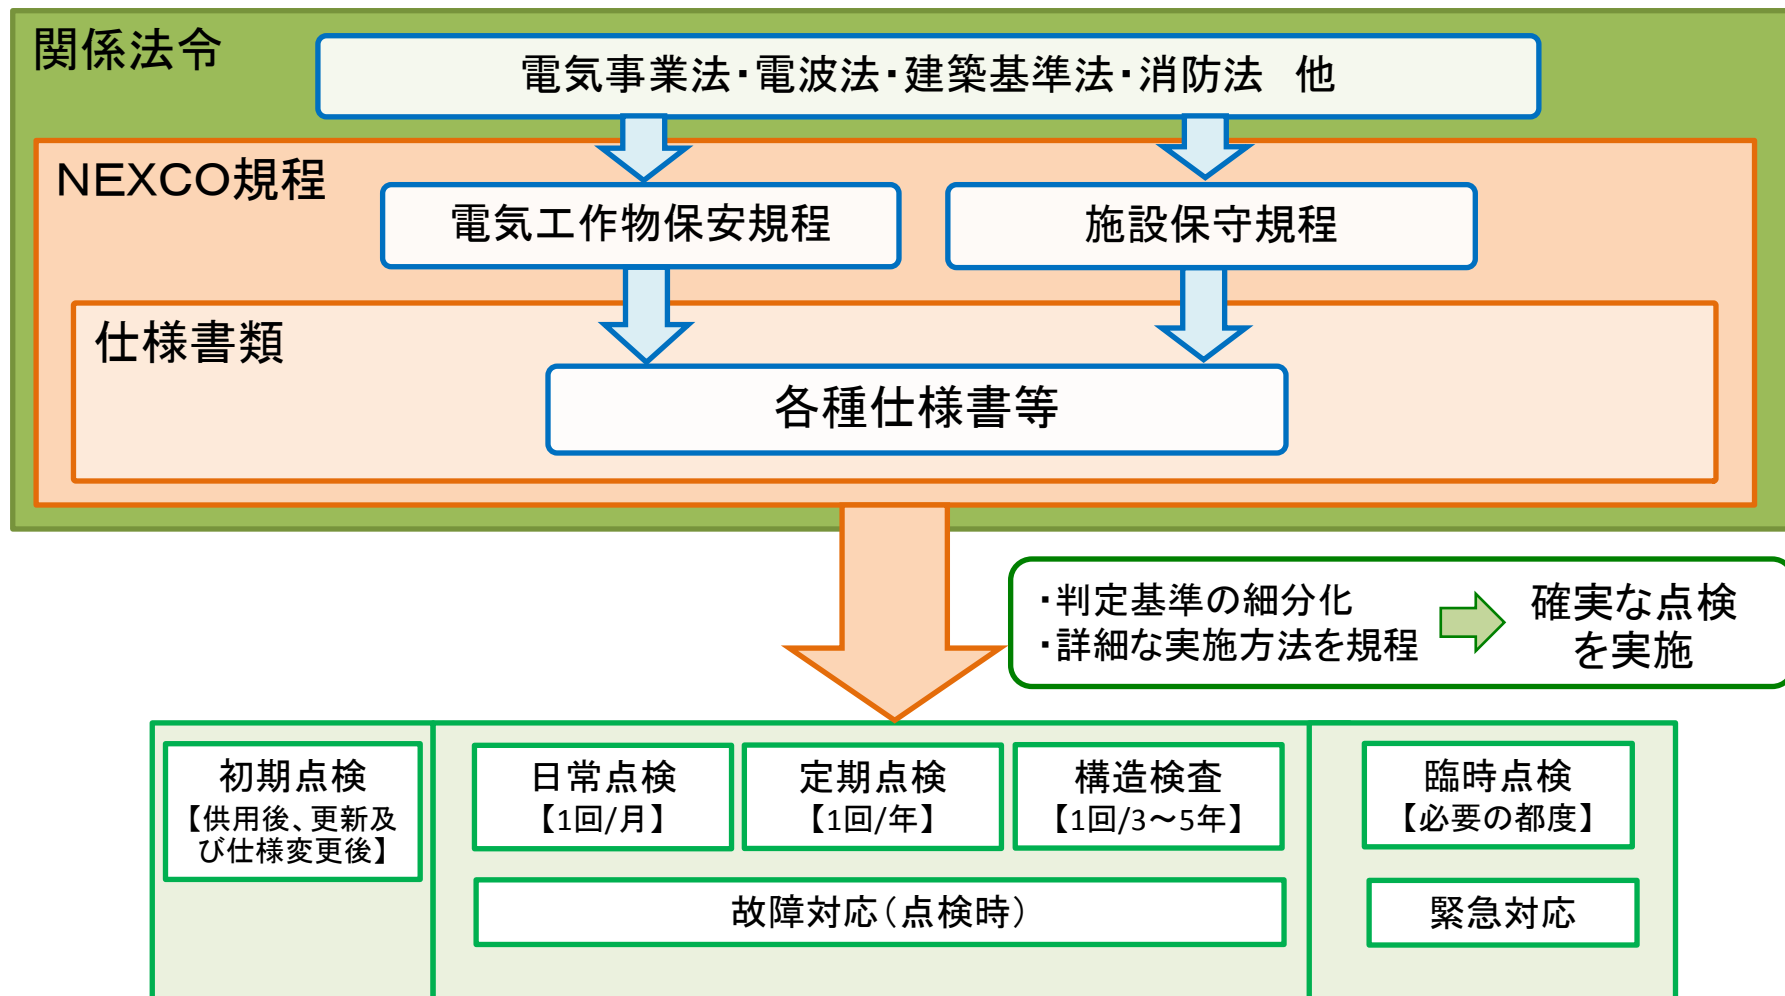 関係法令
電気事業法・電波法・建築基準法・消防法　他
NEXCO規程
電気工作物保安規程
施設保守規程
仕様書類
各種仕様書等
・判定基準の細分化
・詳細な実施方法を規程
確実な点検
を実施
初期点検
【供用後、更新及
び仕様変更後】
日常点検
【1回/月】
定期点検
【1回/年】
構造検査
【1回/3～5年】
臨時点検
【必要の都度】
故障対応（点検時）
緊急対応